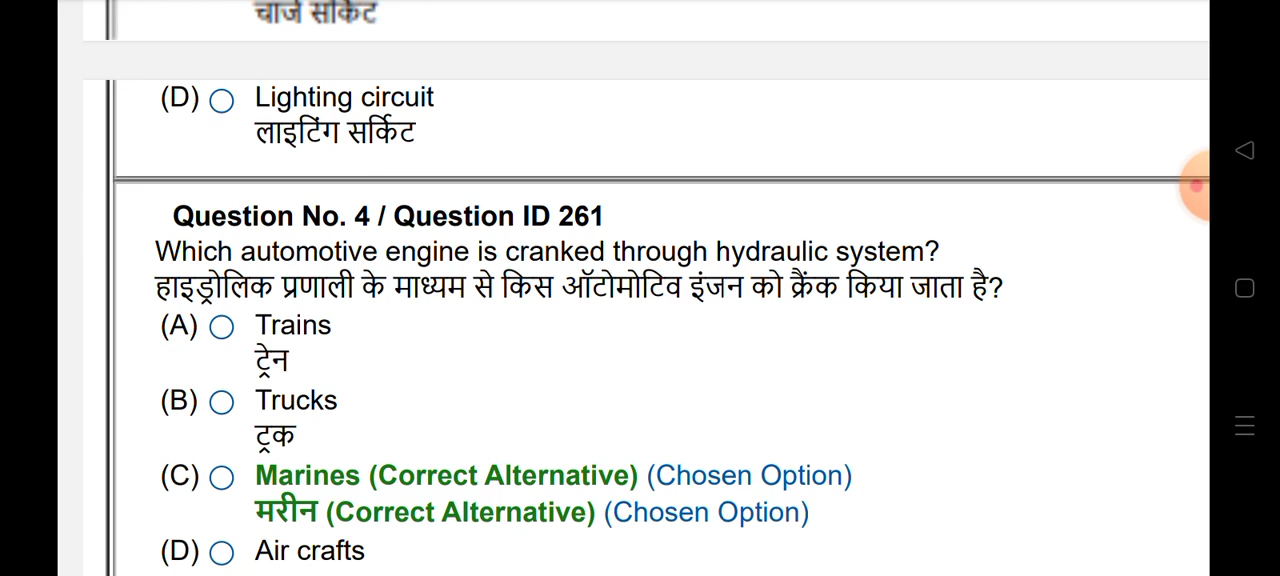 चार्ज सर्किट
(D) Lighting circuit
लाइटिंग सर्किट
Question No. 4 / Question ID 261
Which automotive engine is cranked through hydraulic system?
हाइड्रोलिक प्रणाली के माध्यम से किस ऑटोमोटिव इंजन को क्रैंक किया जाता है?
(A) Trains
ट्रेन
(B) Trucks
ट्रक
(C) Marines (Correct Alternative) (Chosen Option)
मरीन (Correct Alternative) (Chosen Option)
(D) Air crafts